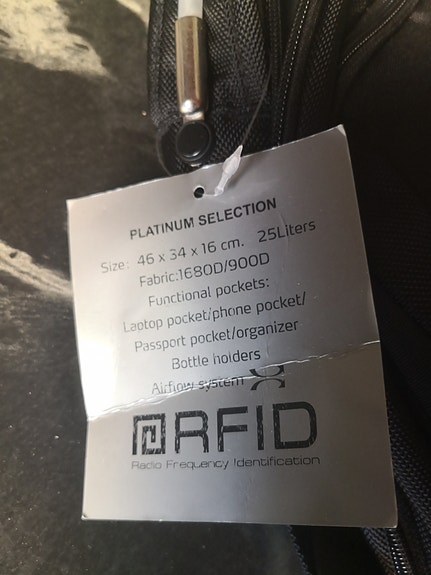 PLATINUM SELECTION
Size: 46 x 34 x 16 cm. 25Liters
Fabric:1680D/900D
Functional pockets:
Laptop pocket/phone pocket/
Passport pocket/organizer
Bottle holders
Airflow system
RFID
Radio Frequency Identification